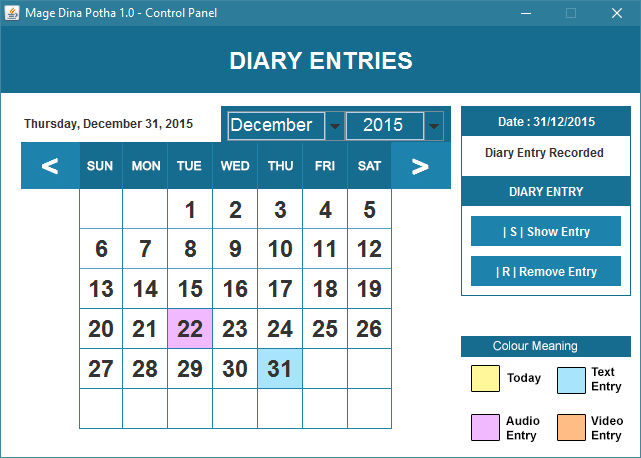 Mage Dina Potha 1.0 - Control Panel
DIARY ENTRIES
Thursday, December 31, 2015
December 2015
< SUN MON TUE WED THU FRI SAT >
1 2 3 4 5
6 7 8 9 10 11 12
13 14 15 16 17 18 19
20 21 22 23 24 25 26
27 28 29 30 31
Date : 31/12/2015
Diary Entry Recorded
DIARY ENTRY
| S | Show Entry
| R | Remove Entry
Colour Meaning
Today
Text
Entry
Audio
Entry
Video
Entry